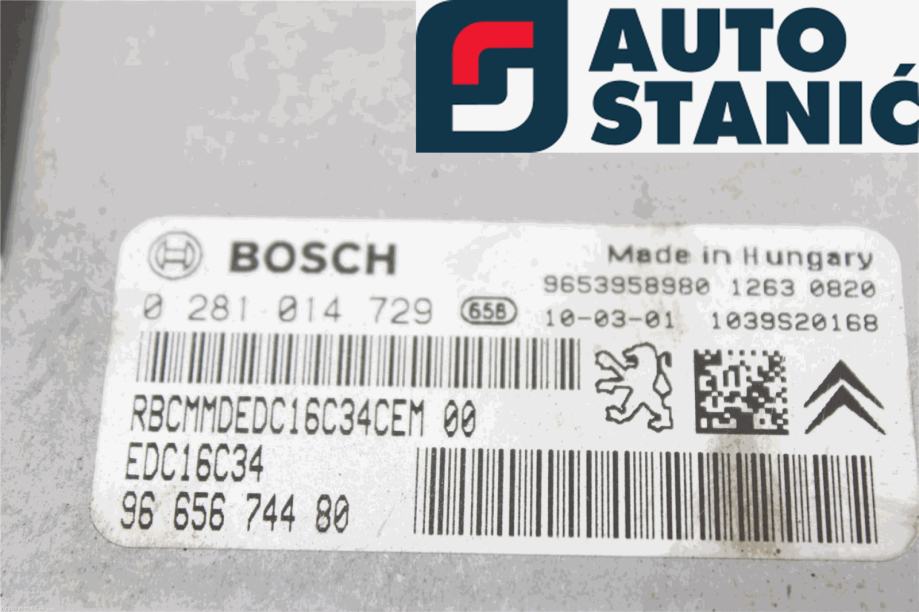 AUTO
STANIĆ
BOSCH
Made in Hungary
9653958980 1263 0820
0 281 014 729 658
10-03-01 1039S20168
RBCMMDEDC16C34CEM 00
EDC16C34
96 656 744 80